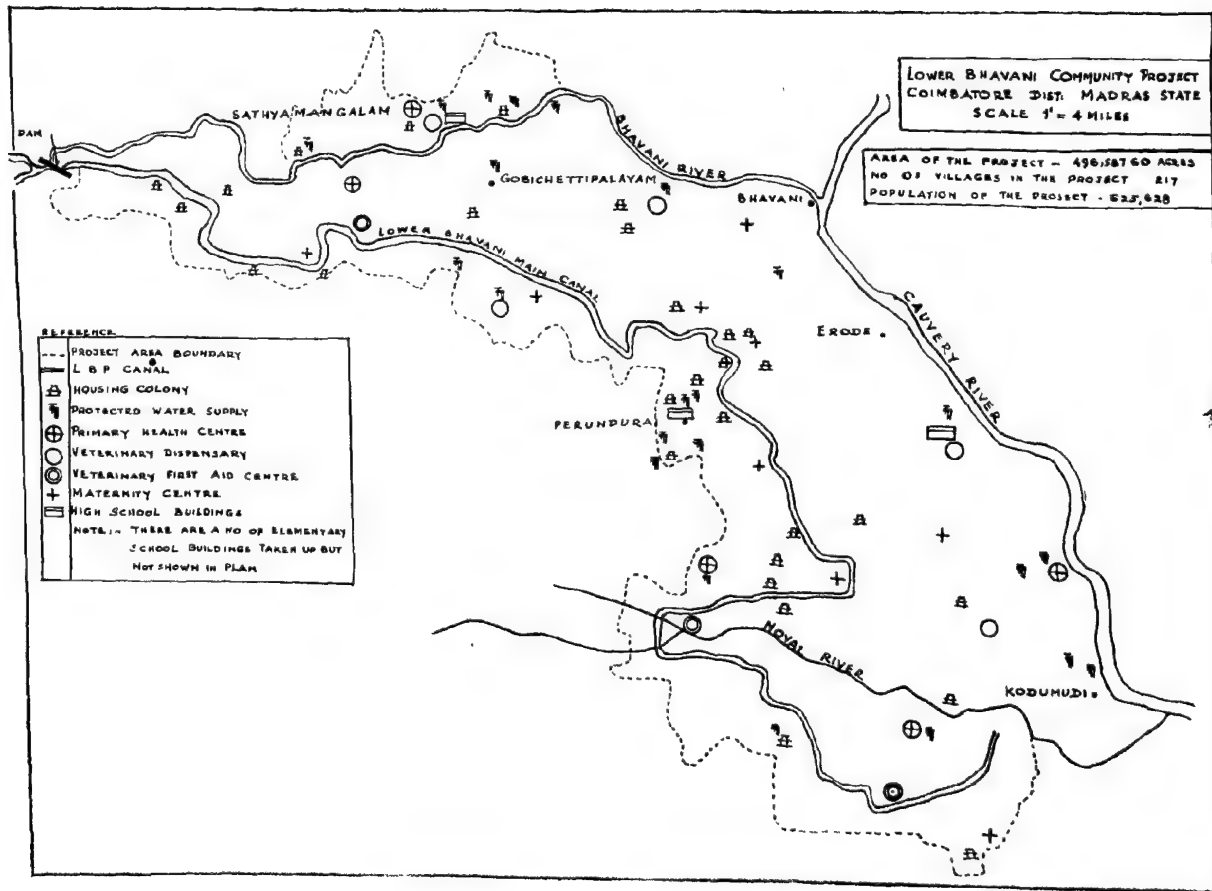 LOWER BHAVANI COMMUNITY PROJECT
COIMBATORE DIST: MADRAS STATE
SCALE 1" = 4 MILES
AREA OF THE PROJECT - 496,587.60 ACRES
NO OF VILLAGES IN THE PROJECT 217
POPULATION OF THE PROJECT - 625,628
DAM
SATHYAMANGALAM
BHAVANI RIVER
GOBICHETTIPALAYAM
BHAVANI
LOWER BHAVANI MAIN CANAL
CAUVERY RIVER
ERODE
PERUNDURA
NOYAL RIVER
KODUMUDI
REFERENCE
PROJECT AREA BOUNDARY
L B P CANAL
HOUSING COLONY
PROTECTED WATER SUPPLY
PRIMARY HEALTH CENTRE
VETERINARY DISPENSARY
VETERINARY FIRST AID CENTRE
MATERNITY CENTRE
HIGH SCHOOL BUILDINGS
NOTE:- THERE ARE A NO OF ELEMENTARY
SCHOOL BUILDINGS TAKEN UP BUT
NOT SHOWN IN PLAN